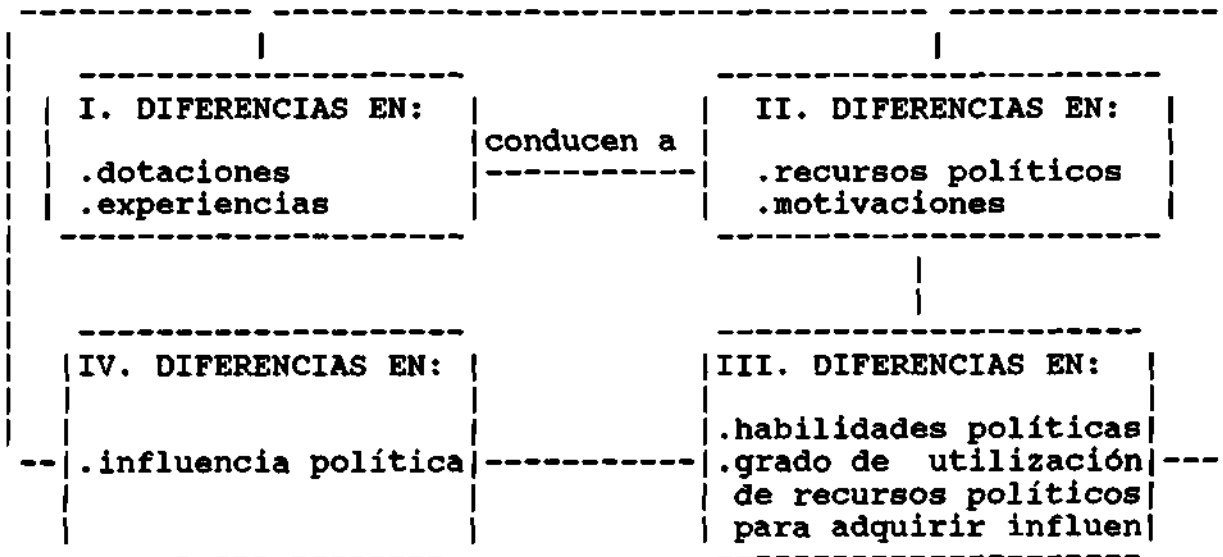 I. DIFERENCIAS EN:
.dotaciones
.experiencias
conducen a
II. DIFERENCIAS EN:
.recursos políticos
.motivaciones
IV. DIFERENCIAS EN:
.influencia política
III. DIFERENCIAS EN:
.habilidades políticas
.grado de utilización
de recursos políticos
para adquirir influen